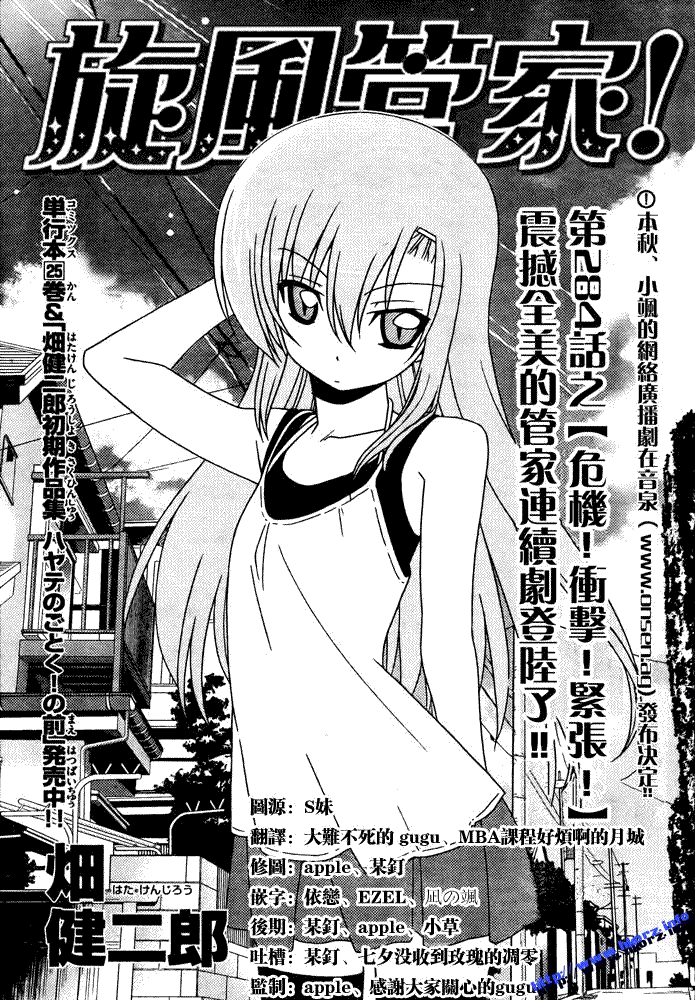 旋風管家!
①本秋、小颯的網絡廣播劇在音泉(www.onsen.ag)發布决定!!
第284話之【危機！衝擊！緊張！】
震撼全美的管家連續劇登陸了!!
コミックス
単行本25巻&「畑健二郎初期作品集 ハヤテのごとく！の前」発売中!!
かん はたけんじろうしょきさくひんしゅう まえ はつばいちゅう
畑
健二郎
はた・けんじろう
圖源：S妹
翻譯：大難不死的 gugu、MBA課程好煩啊的月城
修圖：apple、某釘
嵌字：依戀、EZEL、凪の颯
後期：某釘、apple、小草
吐槽：某釘、七夕没收到玫瑰的凋零
監制：apple、感謝大家關心的gugu